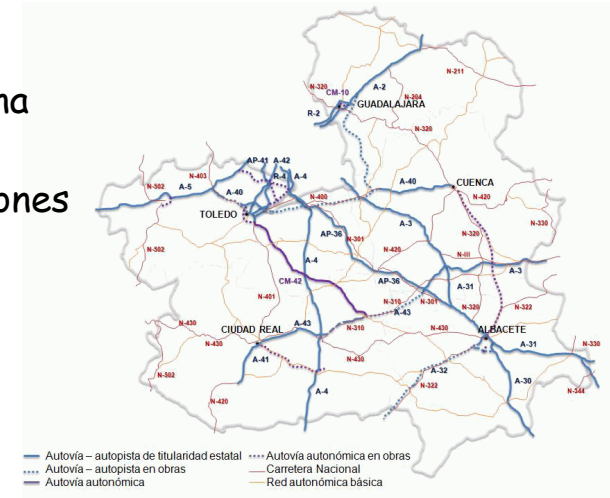 na
ones
N-320
CM-10
A-2
N-211
GUADALAJARA
N-204
R-2
N-320
AP-41
A-42
N-403
R-4
A-4
N-502
A-5
A-40
N-400
A-40
CUENCA
N-420
TOLEDO
AP-36
N-301
A-3
N-320
N-330
N-502
A-4
N-420
N-III
A-3
CM-42
AP-36
A-31
N-401
N-310
N-301
N-320
N-322
A-43
N-430
CIUDAD REAL
A-43
N-310
N-430
ALBACETE
N-430
A-41
N-430
A-31
N-330
N-502
A-32
N-322
A-30
N-344
N-420
A-4
Autovía – autopista de titularidad estatal
Autovía autonómica en obras
Autovía – autopista en obras
Carretera Nacional
Autovía autonómica
Red autonómica básica